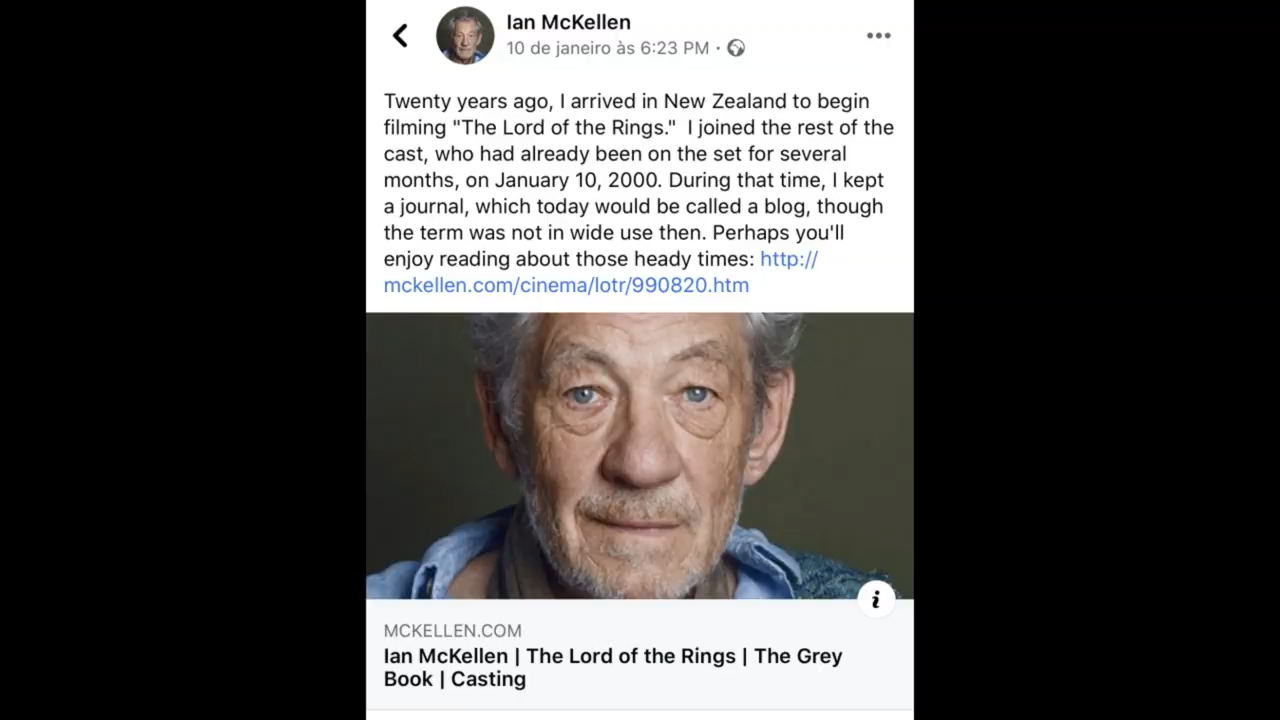 Ian McKellen
10 de janeiro às 6:23 PM ·
Twenty years ago, I arrived in New Zealand to begin
filming "The Lord of the Rings."  I joined the rest of the
cast, who had already been on the set for several
months, on January 10, 2000. During that time, I kept
a journal, which today would be called a blog, though
the term was not in wide use then. Perhaps you'll
enjoy reading about those heady times: http://
mckellen.com/cinema/lotr/990820.htm
MCKELLEN.COM
Ian McKellen | The Lord of the Rings | The Grey
Book | Casting